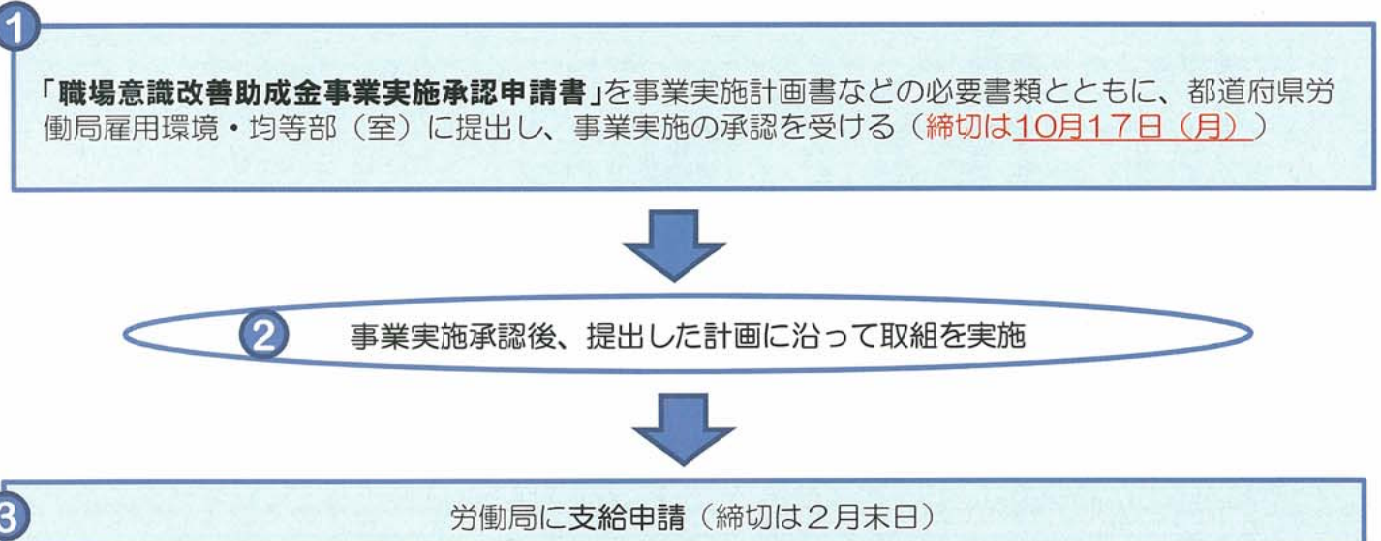 1
「職場意識改善助成金事業実施承認申請書」を事業実施計画書などの必要書類とともに、都道府県労
働局雇用環境・均等部（室）に提出し、事業実施の承認を受ける（締切は10月17日（月））
2 事業実施承認後、提出した計画に沿って取組を実施
3 労働局に支給申請（締切は２月末日）